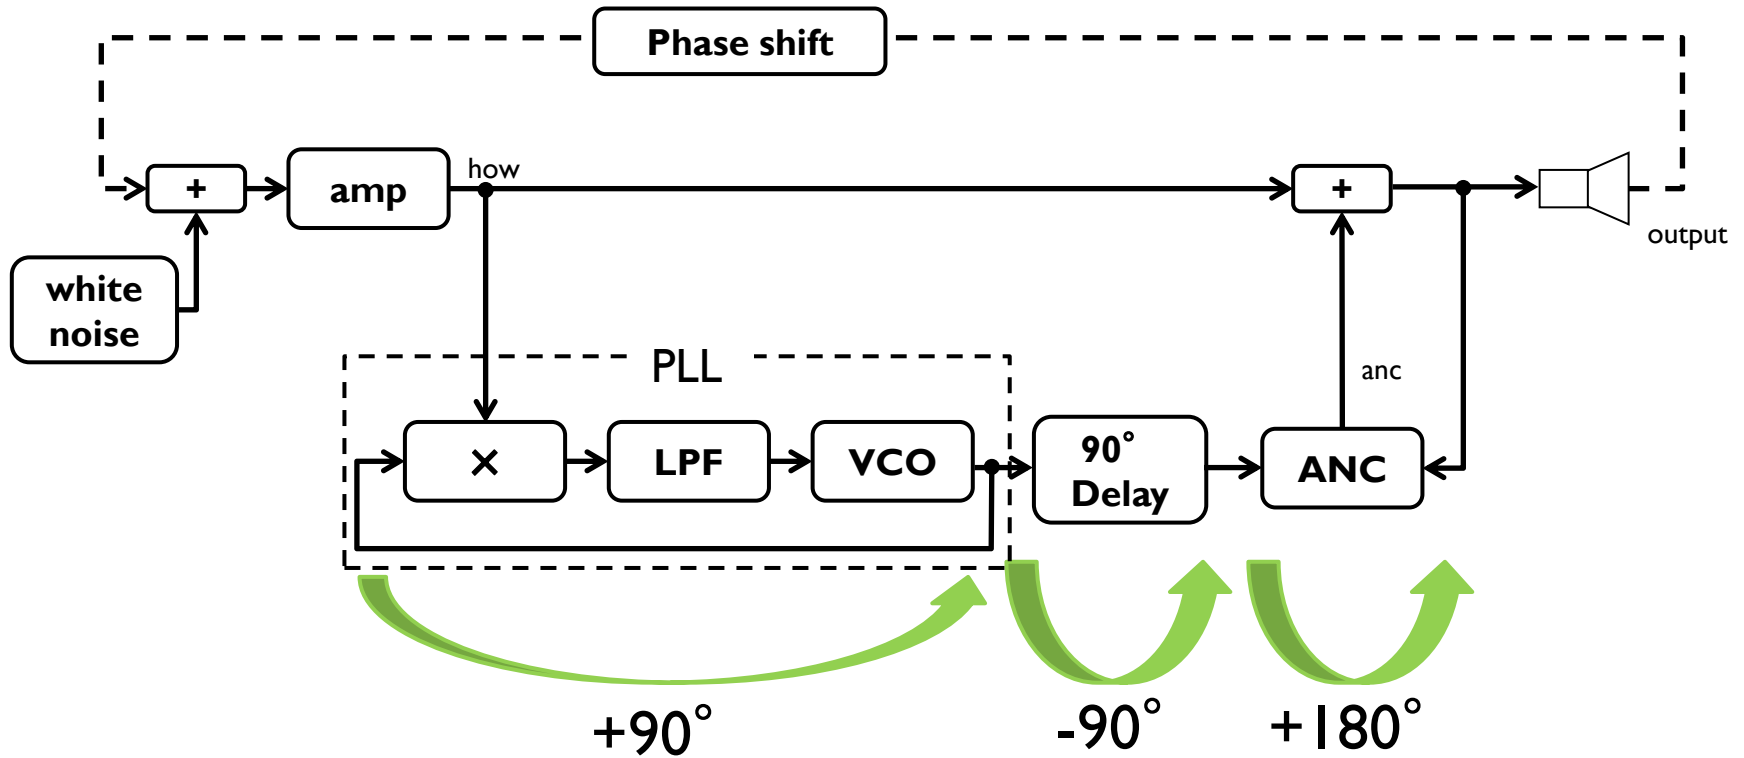 Phase shift
+
amp
how
+
output
white
noise
PLL
anc
×
LPF
VCO
90°
Delay
ANC
+90°
-90°
+180°